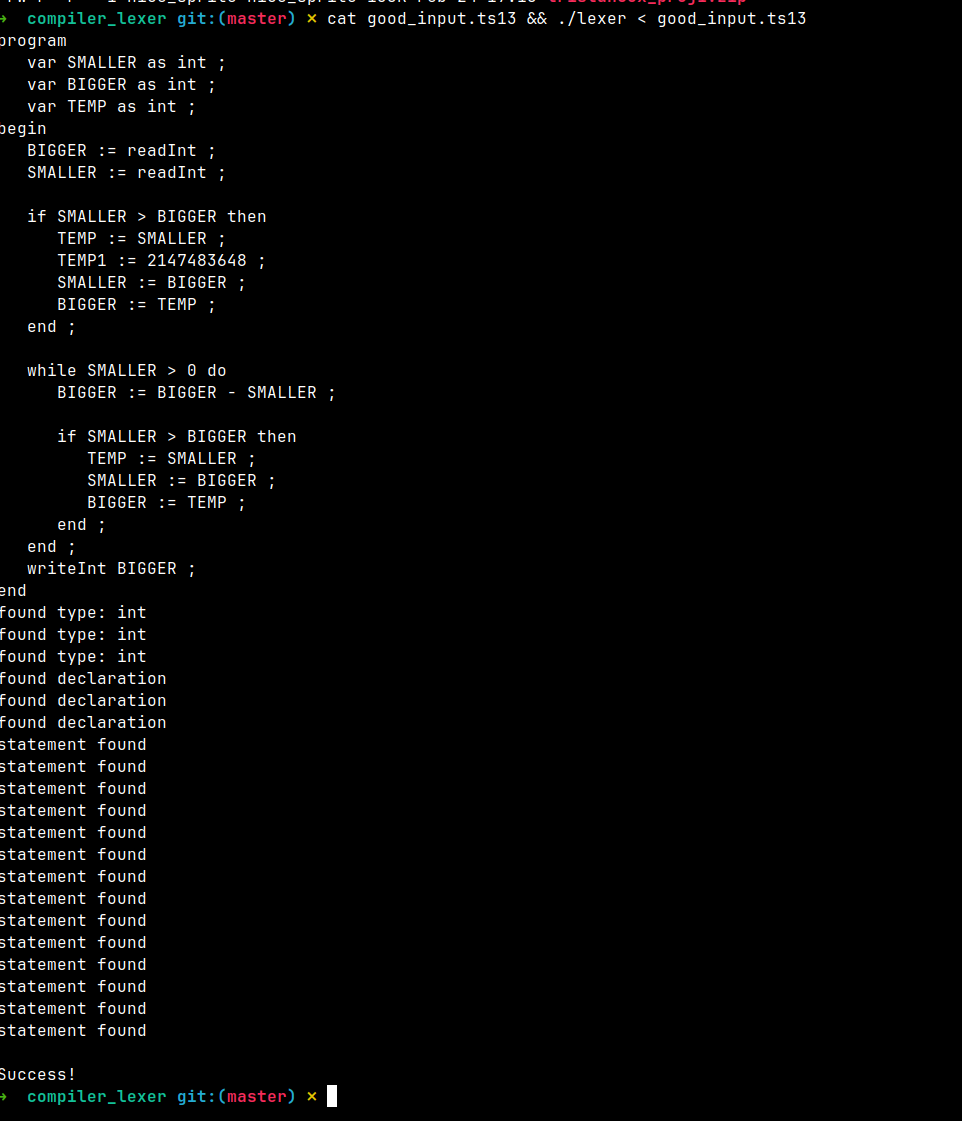 compiler_lexer git:(master) × cat good_input.ts13 && ./lexer < good_input.ts13
program
var SMALLER as int ;
var BIGGER as int ;
var TEMP as int ;
begin
BIGGER := readInt ;
SMALLER := readInt ;
if SMALLER > BIGGER then
TEMP := SMALLER ;
TEMP1 := 2147483648 ;
SMALLER := BIGGER ;
BIGGER := TEMP ;
end ;
while SMALLER > 0 do
BIGGER := BIGGER - SMALLER ;
if SMALLER > BIGGER then
TEMP := SMALLER ;
SMALLER := BIGGER ;
BIGGER := TEMP ;
end ;
end ;
writeInt BIGGER ;
end
found type: int
found type: int
found type: int
found declaration
found declaration
found declaration
statement found
statement found
statement found
statement found
statement found
statement found
statement found
statement found
statement found
statement found
statement found
statement found
statement found
statement found
Success!
compiler_lexer git:(master) ×